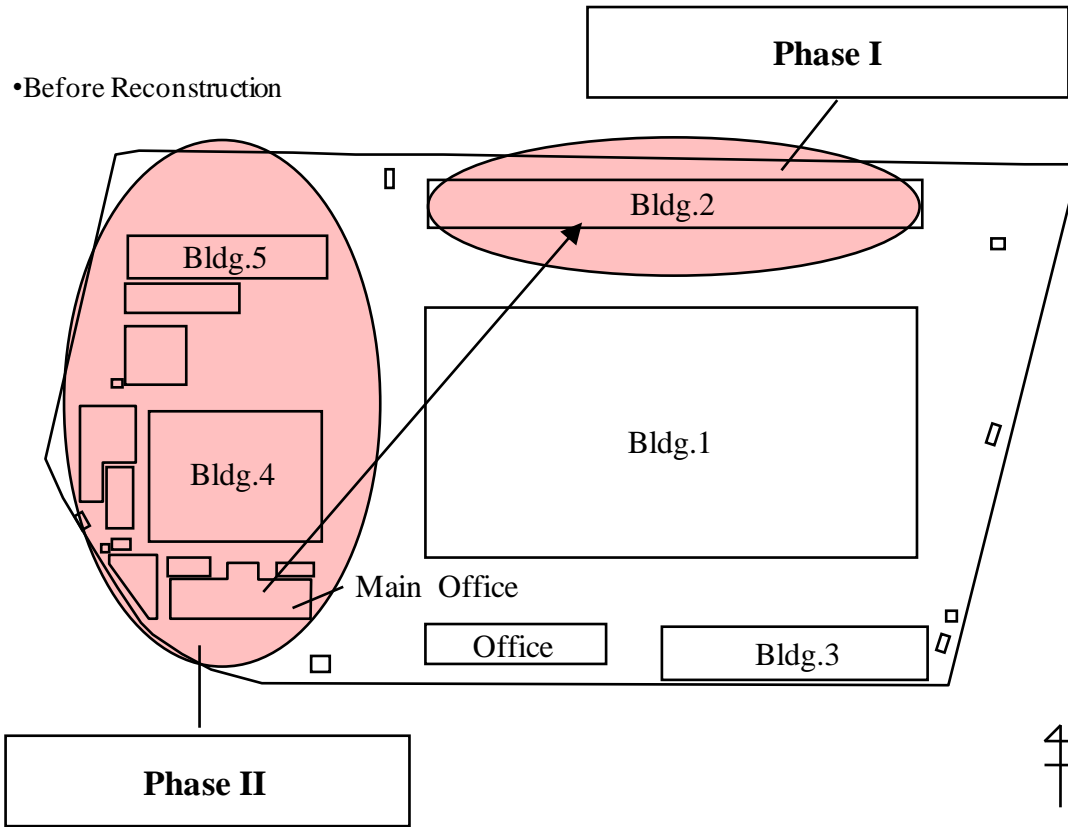 Phase I
•Before Reconstruction
Bldg.2
Bldg.5
Bldg.1
Bldg.4
Main Office
Office
Bldg.3
Phase II